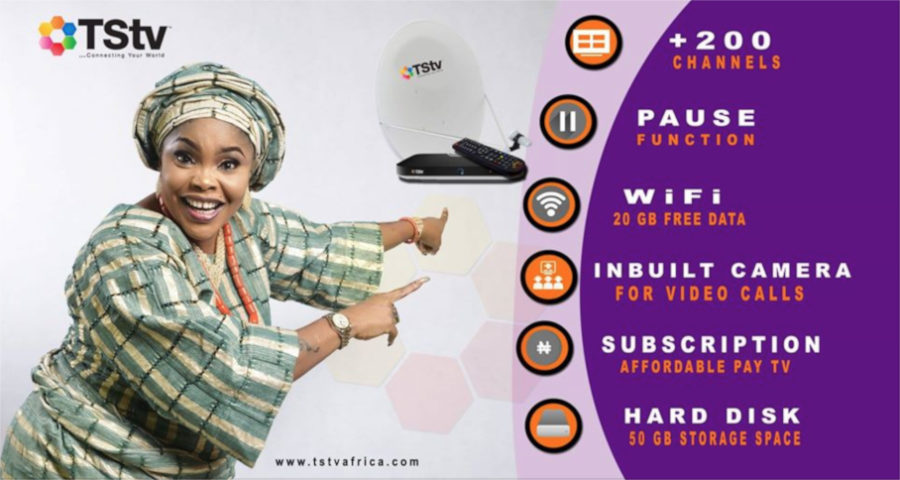 TStv
...Connecting Your World
TStv
+200
CHANNELS
PAUSE
FUNCTION
WiFi
20 GB FREE DATA
INBUILT CAMERA
FOR VIDEO CALLS
SUBSCRIPTION
AFFORDABLE PAY TV
HARD DISK
50 GB STORAGE SPACE
www.tstvafrica.com